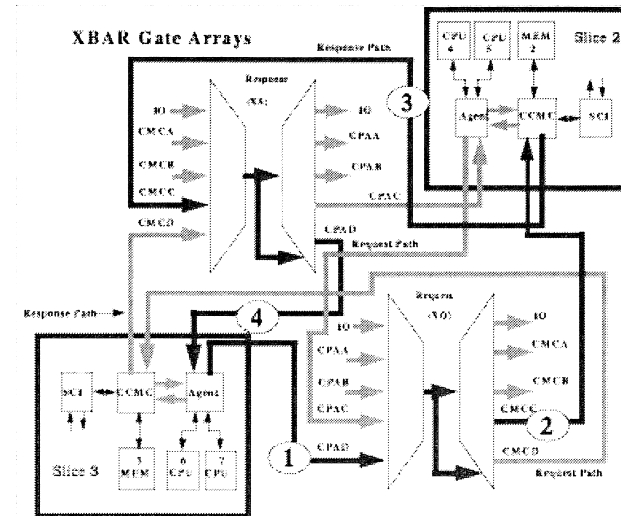 XBAR Gate Arrays
Response Path
Response
(XA)
IO
CMCA
CMCB
CMCC
CMCD
IO
CPAA
CPAB
CPAC
CPAD
3
CPU
4
CPU
5
MEM
2
Slice 2
Agent
CCMC
SCI
Request Path
Response Path
4
Request
IO
CPAA
CPAB
CPAC
CPAD
IO
CMCA
CMCB
CMCC
CMCD
2
Request Path
1
SCI
CCMC
Agent
Slice 3
3
MEM
6
CPU
7
CPU